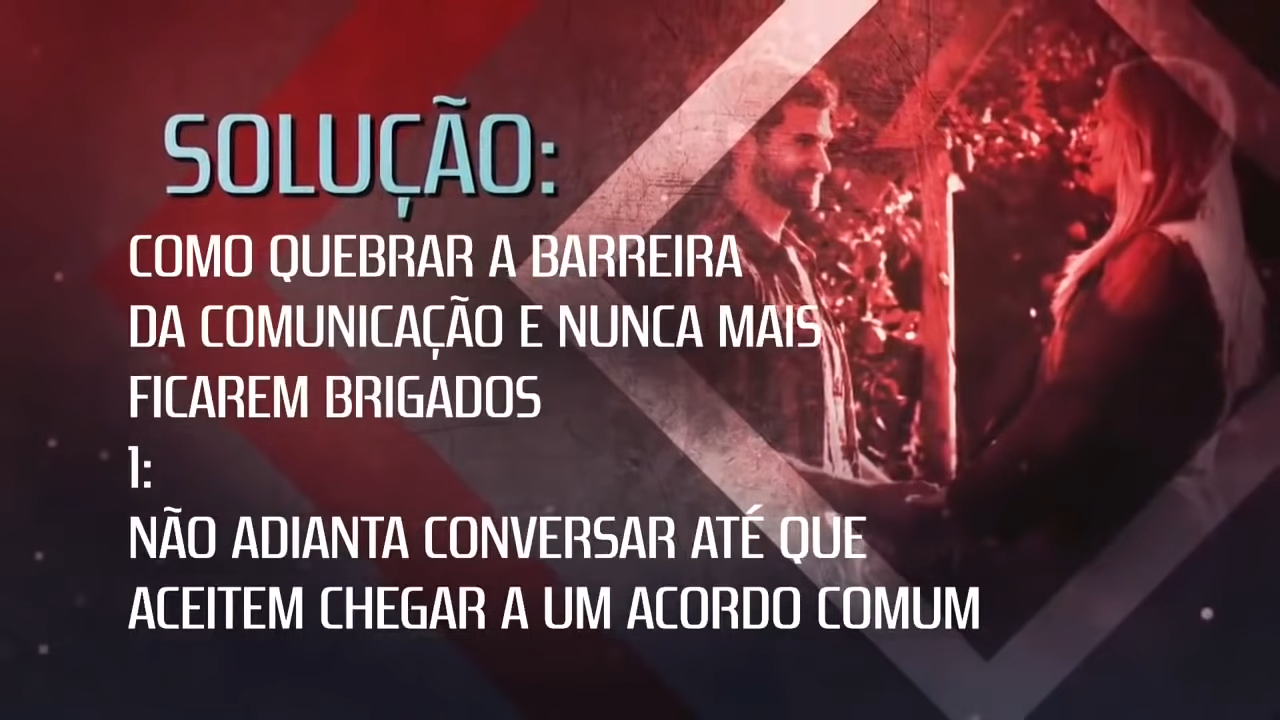 SOLUÇÃO:
COMO QUEBRAR A BARREIRA
DA COMUNICAÇÃO E NUNCA MAIS
FICAREM BRIGADOS
1:
NÃO ADIANTA CONVERSAR ATÉ QUE
ACEITEM CHEGAR A UM ACORDO COMUM